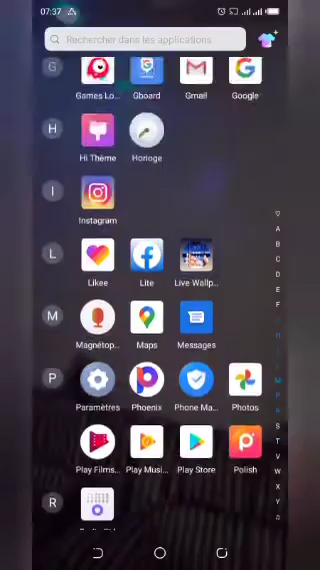 07:37
Rechercher dans les applications
G
Games Lo... Gboard Gmail Google
H
Hi Thème Horloge
I
Instagram
L
Likee Lite Live Wallp...
M
Magnétop... Maps Messages
P
Paramètres Phoenix Phone Ma... Photos
Play Films... Play Musi... Play Store Polish
R
A
B
C
D
E
F
H
I
L
M
P
R
S
T
V
W
X
Y